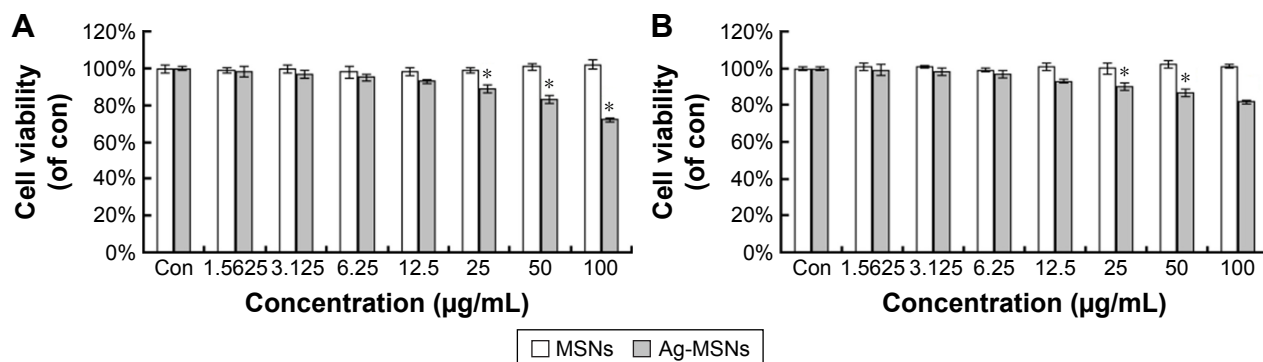 A
120%
100%
80%
60%
40%
20%
0%
Cell viability
(of con)
* * *
Con 1.5625 3.125 6.25 12.5 25 50 100
Concentration (µg/mL)
B
120%
100%
80%
60%
40%
20%
0%
Cell viability
(of con)
* *
Con 1.5625 3.125 6.25 12.5 25 50 100
Concentration (µg/mL)
MSNs Ag-MSNs